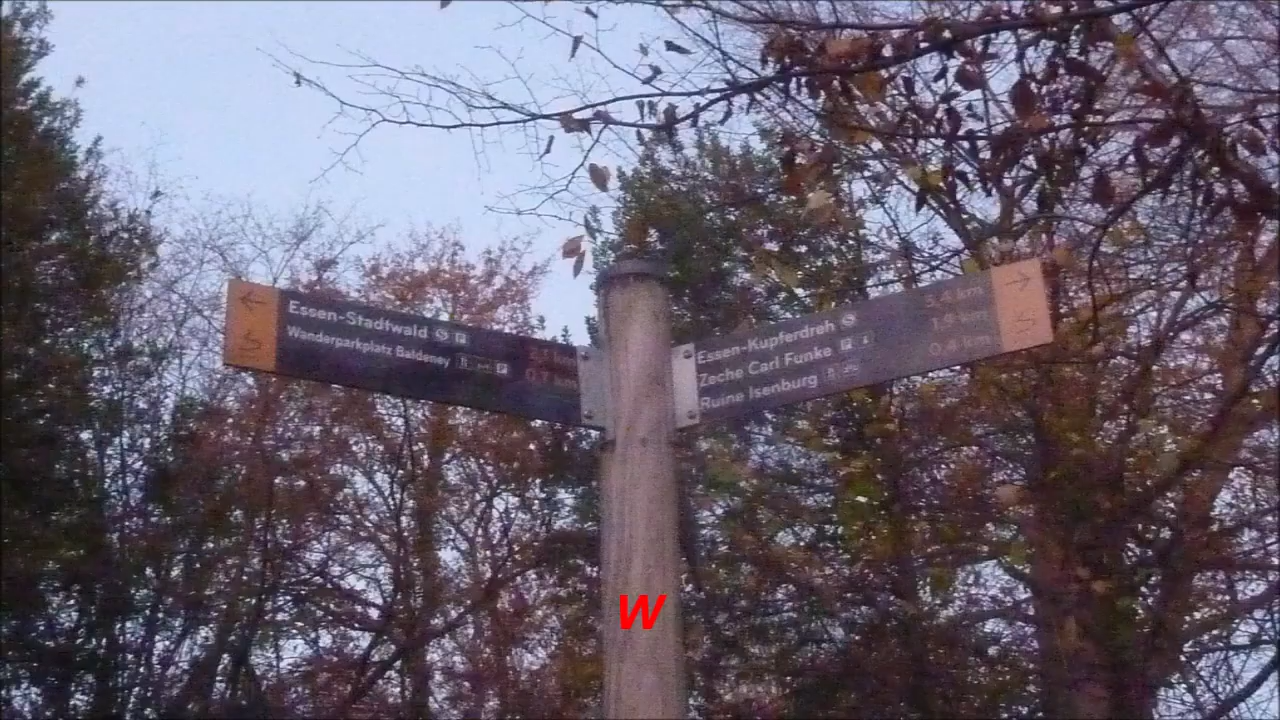 Essen-Stadtwald S P
Wanderparkplatz Baldeney P
Essen-Kupferdreh S
Zeche Carl Funke P
Ruine Isenburg
W